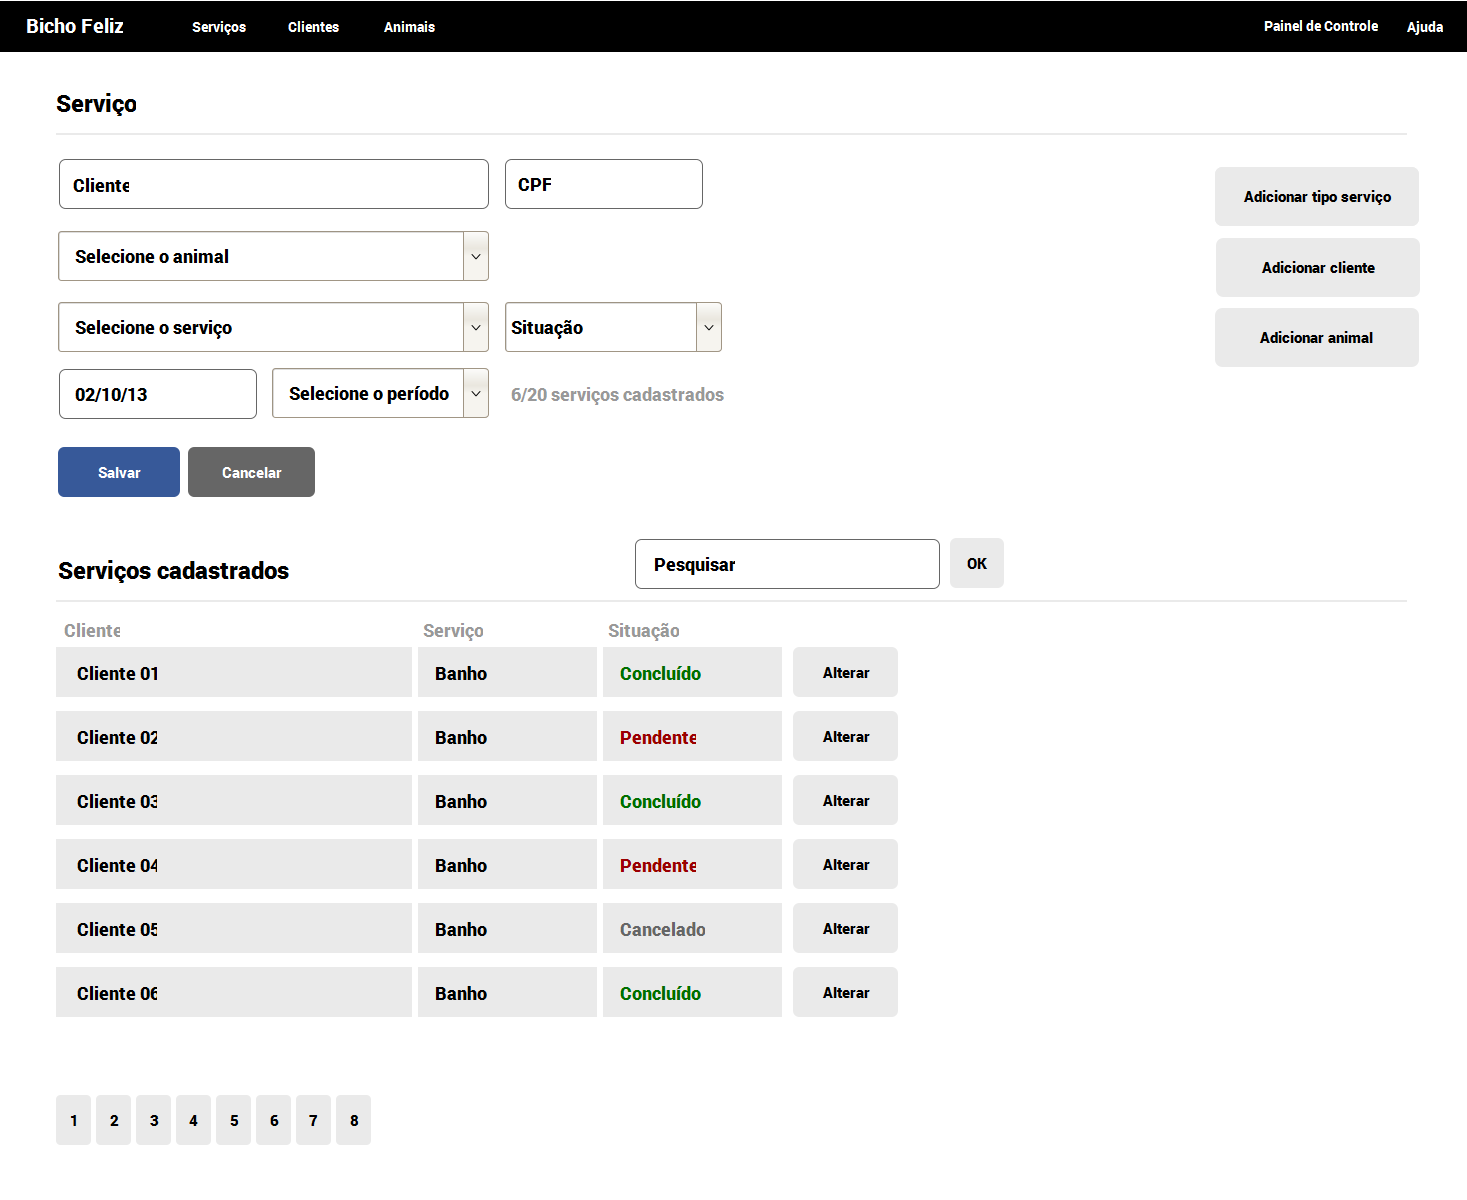 Bicho Feliz Serviços Clientes Animais Painel de Controle Ajuda
Serviço
Cliente CPF
Adicionar tipo serviço
Selecione o animal
Adicionar cliente
Selecione o serviço Situação
Adicionar animal
02/10/13 Selecione o período 6/20 serviços cadastrados
Salvar Cancelar
Serviços cadastrados Pesquisar OK
Cliente Serviço Situação
Cliente 01 Banho Concluído Alterar
Cliente 02 Banho Pendente Alterar
Cliente 03 Banho Concluído Alterar
Cliente 04 Banho Pendente Alterar
Cliente 05 Banho Cancelado Alterar
Cliente 06 Banho Concluído Alterar
1 2 3 4 5 6 7 8